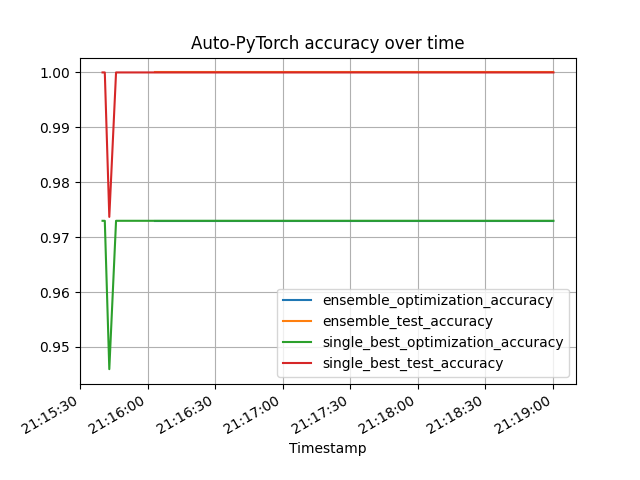 Auto-PyTorch accuracy over time
1.00
0.99
0.98
0.97
0.96
0.95
ensemble_optimization_accuracy
ensemble_test_accuracy
single_best_optimization_accuracy
single_best_test_accuracy
21:15:30
21:16:00
21:16:30
21:17:00
21:17:30
21:18:00
21:18:30
21:19:00
Timestamp